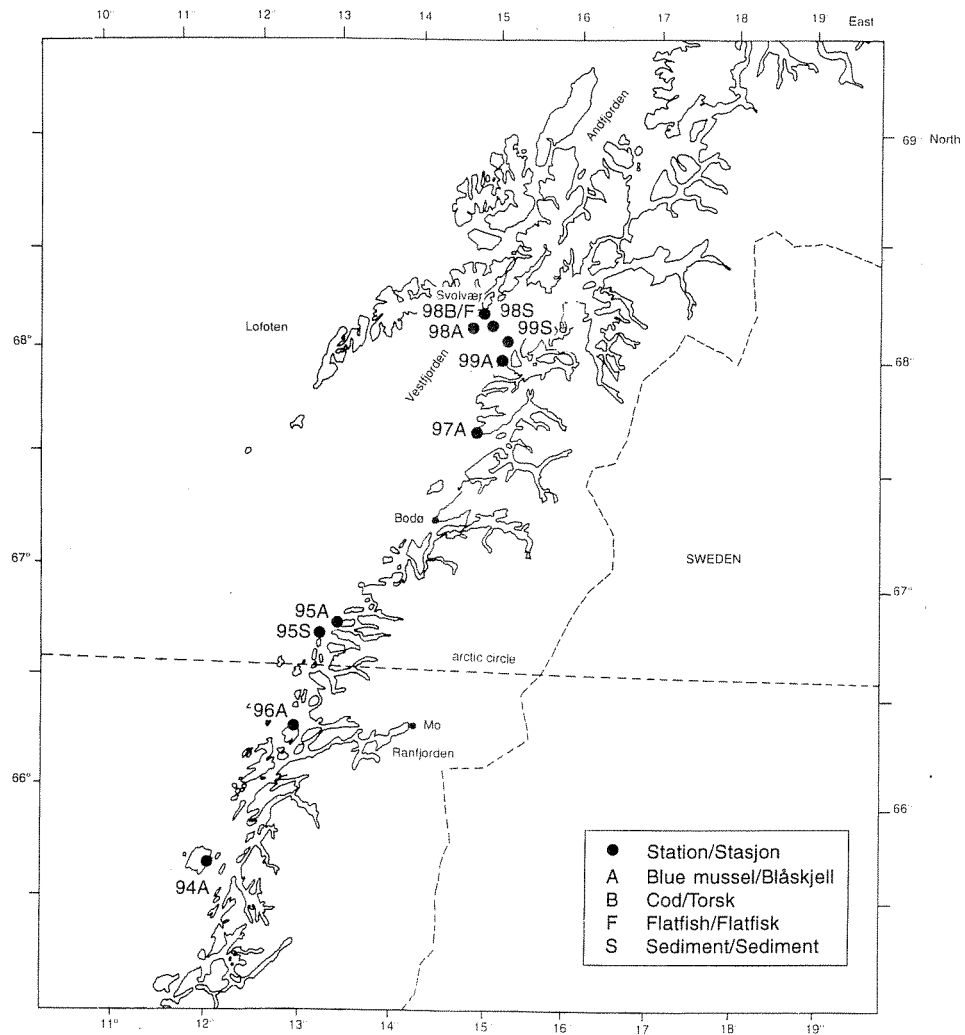 10° 11° 12° 13 14 15 16 17 18 19° East
Andfjorden
69° North
Svolvær
98B/F 98S
Lofoten
98A 99S
68°
99A
68°
Vestfjorden
97A
Bodø
67°
SWEDEN
67°
95A
95S
arctic circle
96A
Mo
Ranfjorden
66°
66°
94A
Station/Stasjon
A Blue mussel/Blåskjell
B Cod/Torsk
F Flatfish/Flatfisk
S Sediment/Sediment
11° 12° 13° 14° 15° 16° 17° 18° 19°